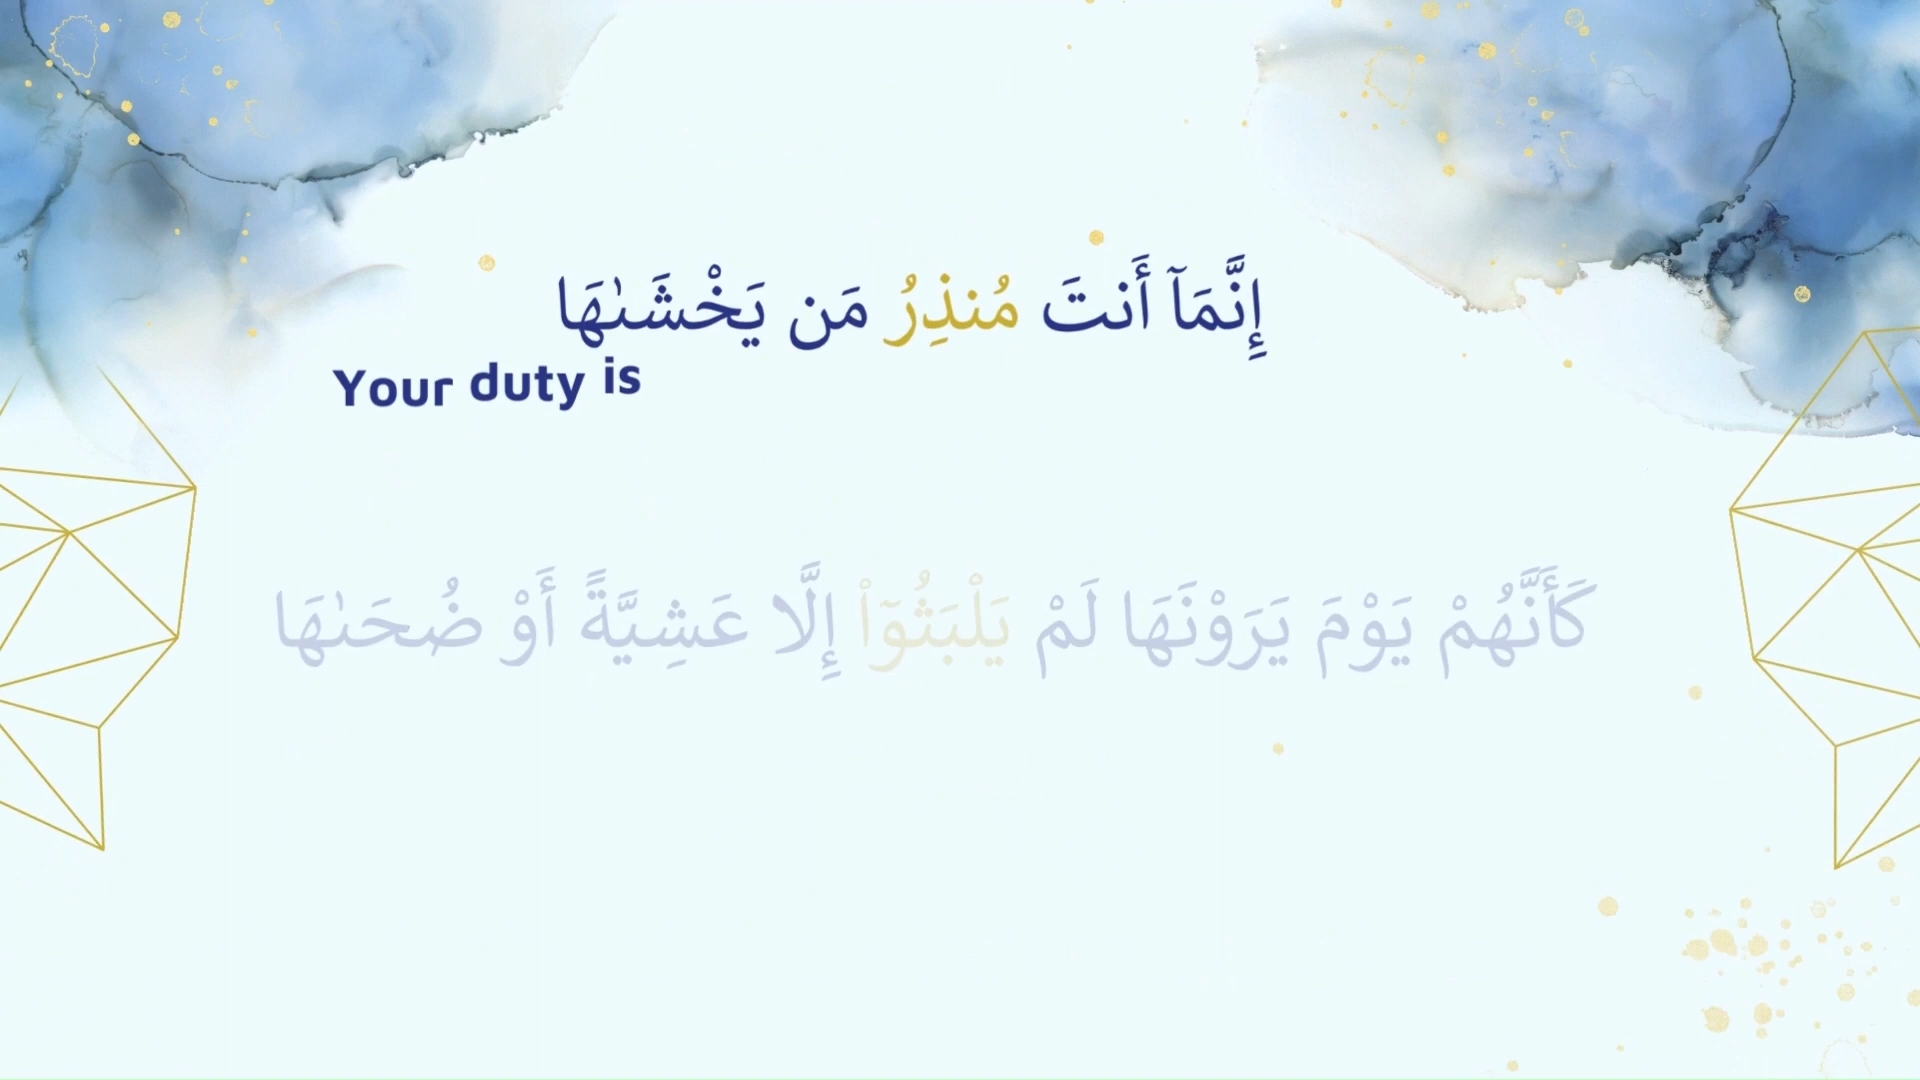 إِنَّمَآ أَنتَ مُنذِرُ مَن يَخْشَىٰهَا
Your duty is
كَأَنَّهُمْ يَوْمَ يَرَوْنَهَا لَمْ يَلْبَثُوٓا۟ إِلَّا عَشِيَّةً أَوْ ضُحَىٰهَا